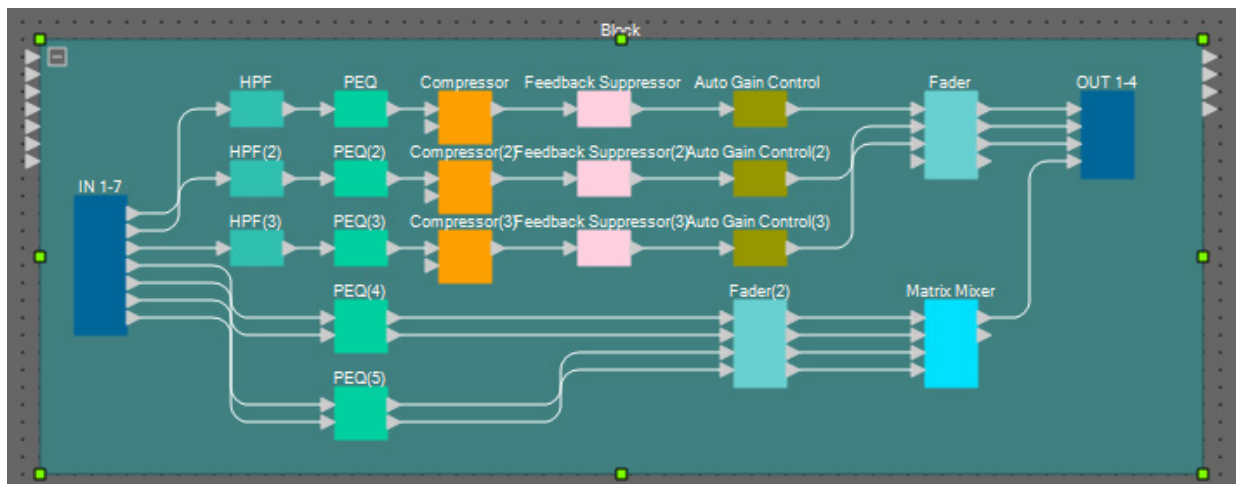 Block
HPF PEQ Compressor Feedback Suppressor Auto Gain Control Fader OUT 1-4
HPF(2) PEQ(2) Compressor(2) Feedback Suppressor(2) Auto Gain Control(2)
IN 1-7
HPF(3) PEQ(3) Compressor(3) Feedback Suppressor(3) Auto Gain Control(3)
PEQ(4) Fader(2) Matrix Mixer
PEQ(5)